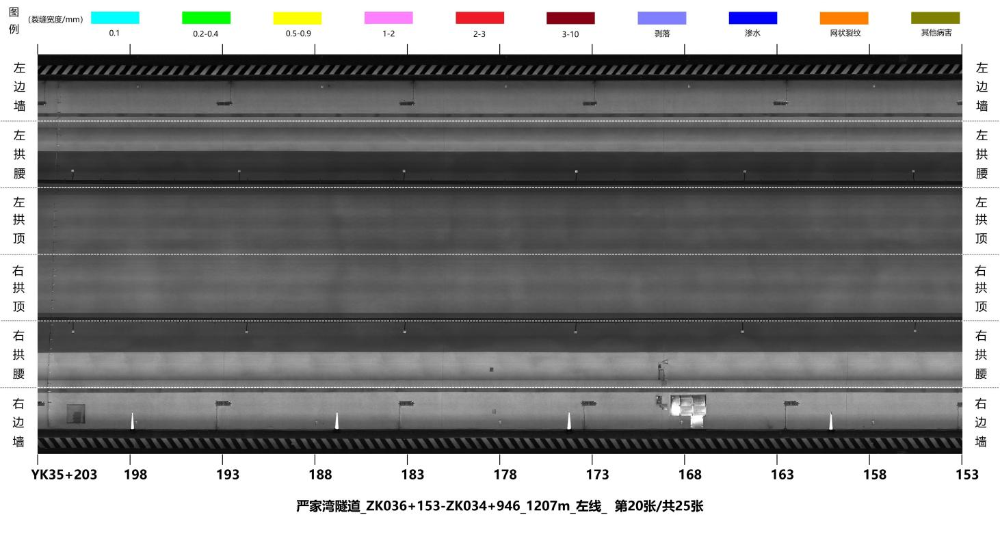 图例
(裂缝宽度/mm)
0.1 0.2-0.4 0.5-0.9 1-2 2-3 3-10 剥落 渗水 网状裂纹 其他病害
左边墙 左边墙
左拱腰 左拱腰
左拱顶 左拱顶
右拱顶 右拱顶
右拱腰 右拱腰
右边墙 右边墙
YK35+203 198 193 188 183 178 173 168 163 158 153
严家湾隧道_ZK036+153-ZK034+946_1207m_左线_ 第20张/共25张